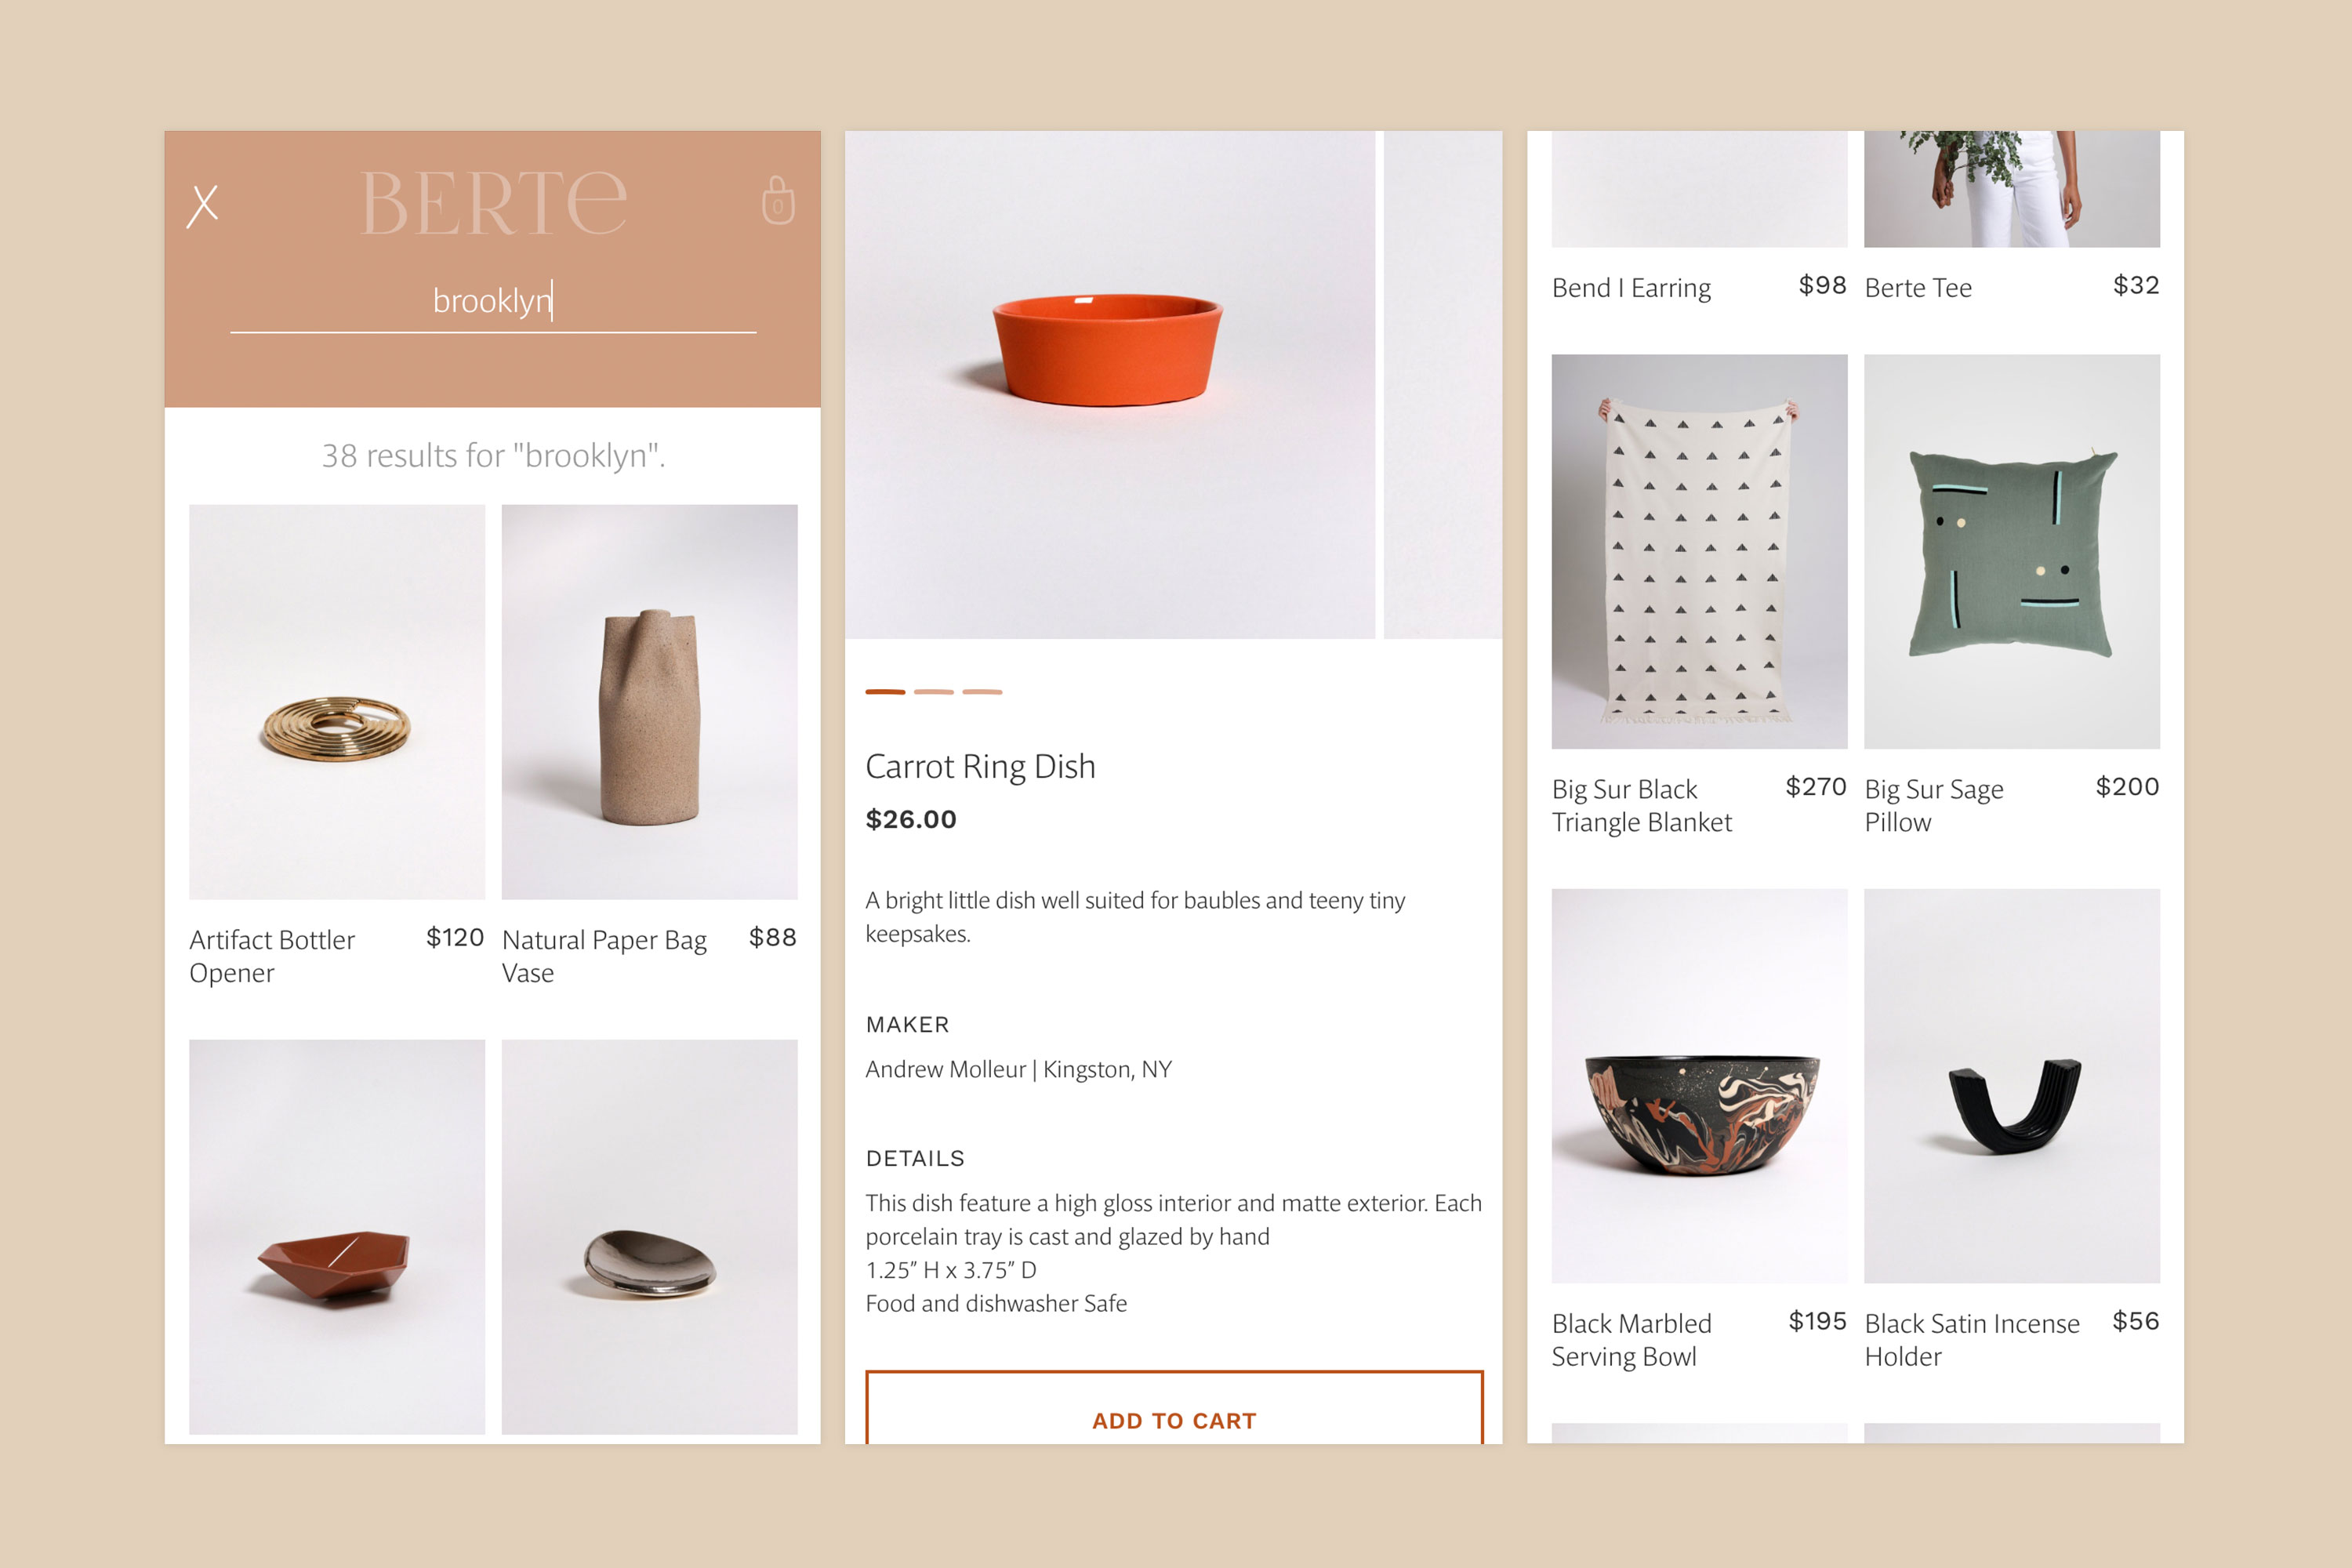 BERTe
0
brooklyn
38 results for "brooklyn".
Artifact Bottler
Opener
$120
Natural Paper Bag
Vase
$88
Carrot Ring Dish
$26.00
A bright little dish well suited for baubles and teeny tiny
keepsakes.
MAKER
Andrew Molleur | Kingston, NY
DETAILS
This dish feature a high gloss interior and matte exterior. Each
porcelain tray is cast and glazed by hand
1.25” H x 3.75” D
Food and dishwasher Safe
ADD TO CART
Bend I Earring
$98
Berte Tee
$32
Big Sur Black
Triangle Blanket
$270
Big Sur Sage
Pillow
$200
Black Marbled
Serving Bowl
$195
Black Satin Incense
Holder
$56